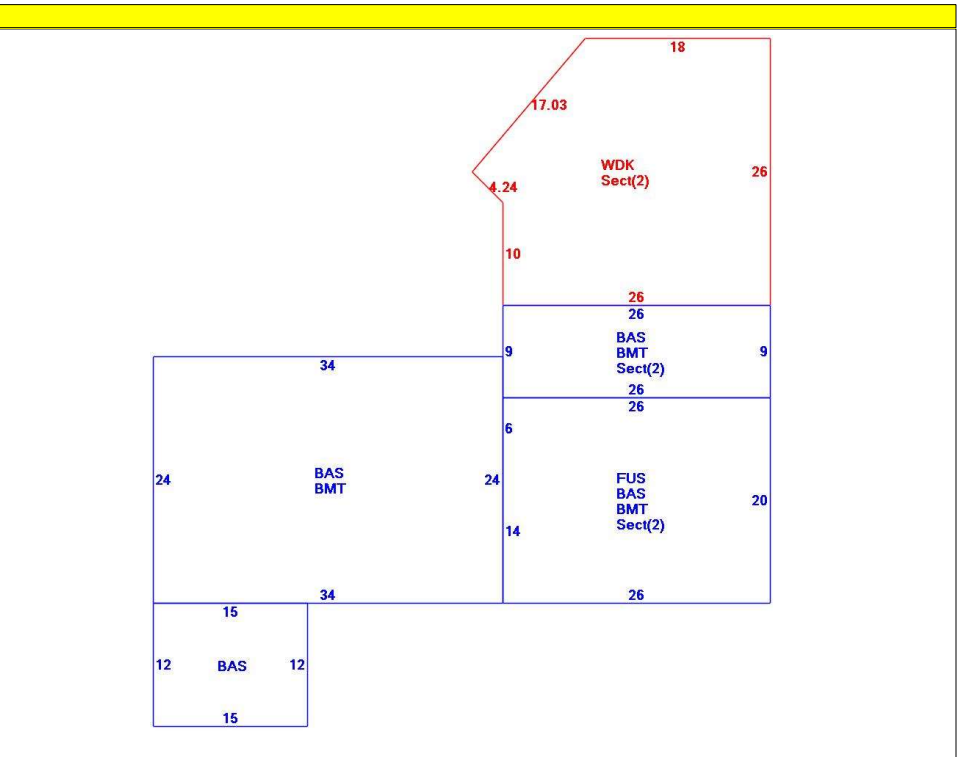 18
17.03
WDK
Sect(2)
26
4.24
10
26
26
BAS
BMT
Sect(2)
9
9
26
26
34
6
24
BAS
BMT
24
FUS
BAS
BMT
Sect(2)
20
14
34
26
15
12
BAS
12
15